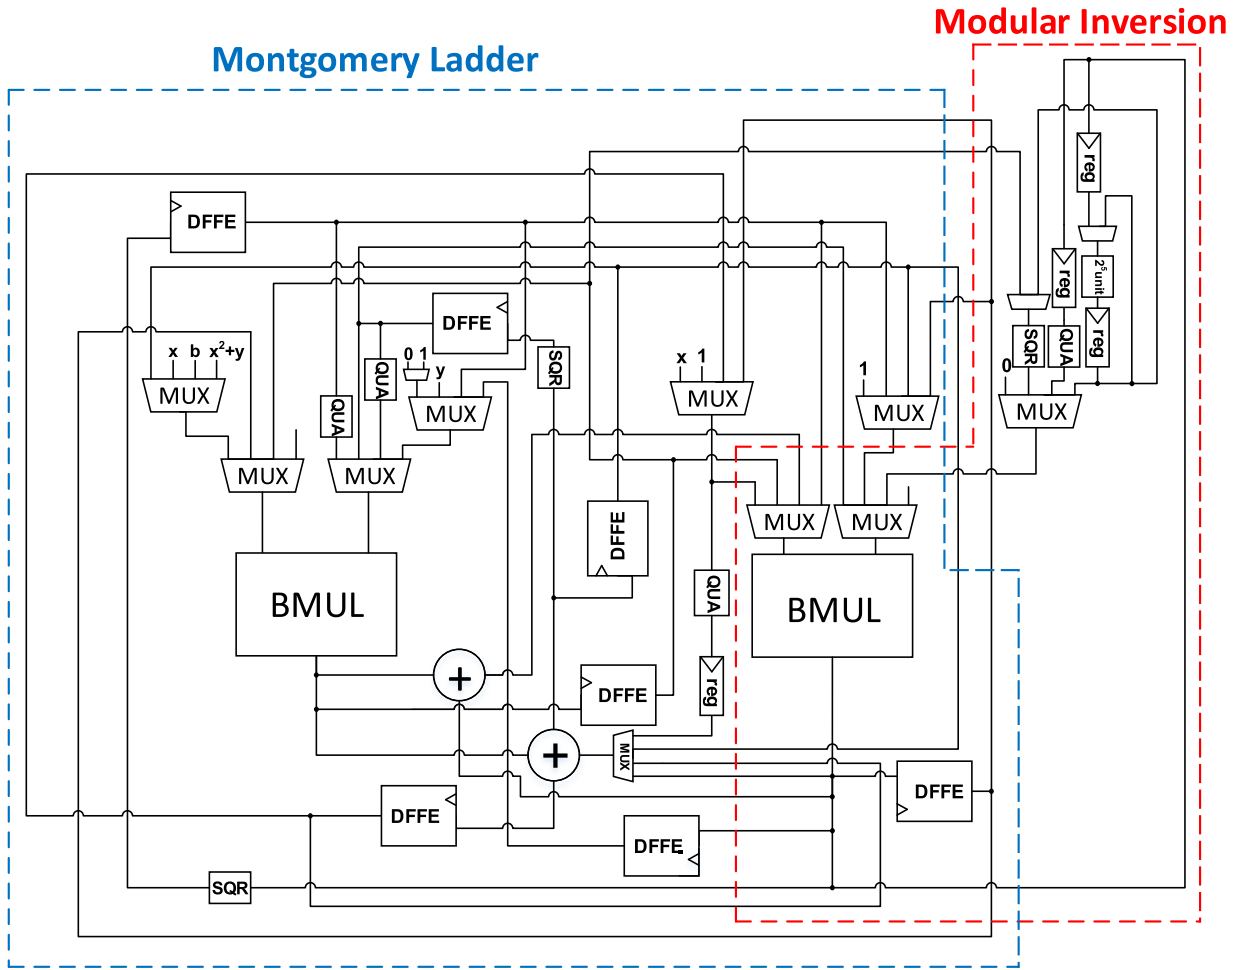 Modular Inversion
Montgomery Ladder
reg
DFFE
reg
2⁵unit
DFFE
reg
SQR
QUA
SQR
0 1
x b x²+y
x 1
QUA
y
1
0
MUX
MUX
MUX
MUX
MUX
QUA
MUX
MUX
MUX
MUX
DFFE
BMUL
BMUL
QUA
+
DFFE
reg
+
MUX
DFFE
DFFE
DFFE
SQR